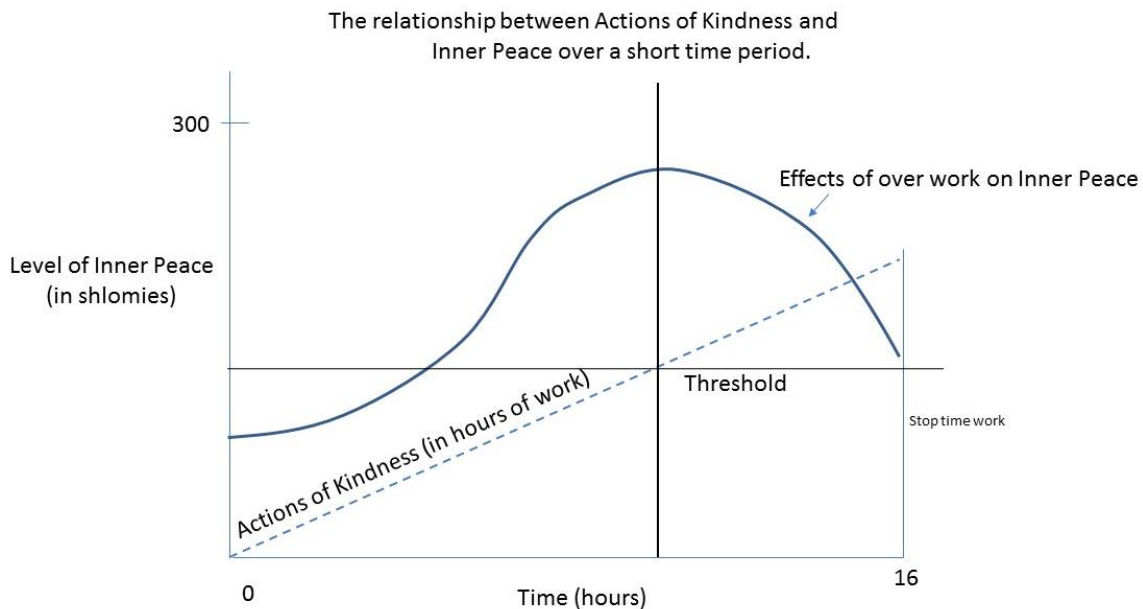 The relationship between Actions of Kindness and
Inner Peace over a short time period.
300
Effects of over work on Inner Peace
Level of Inner Peace
(in shlomies)
Threshold
Actions of Kindness (in hours of work)
Stop time work
0
Time (hours)
16